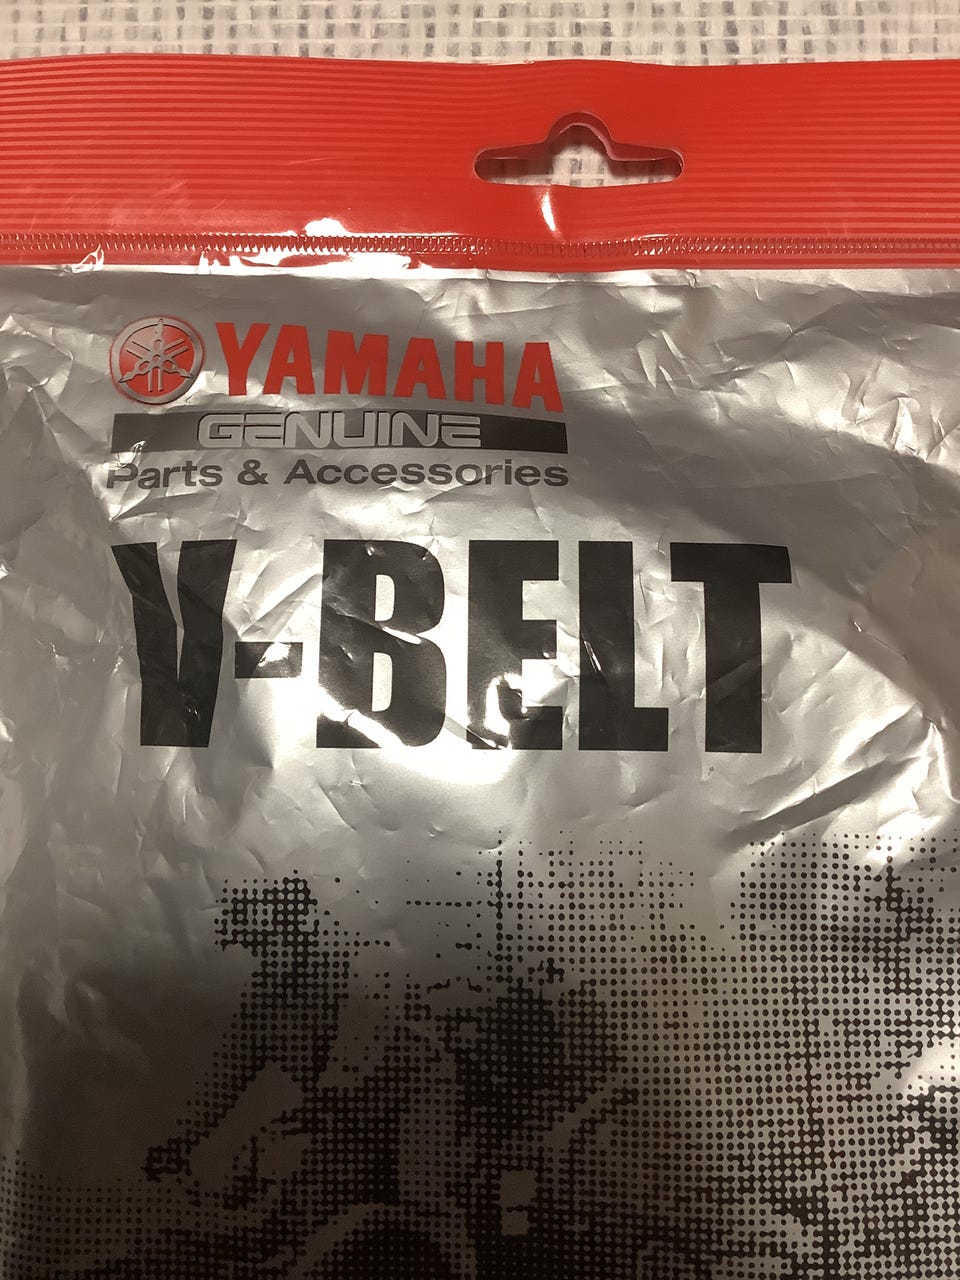 YAMAHA
GENUINE
Parts & Accessories
V-BELT